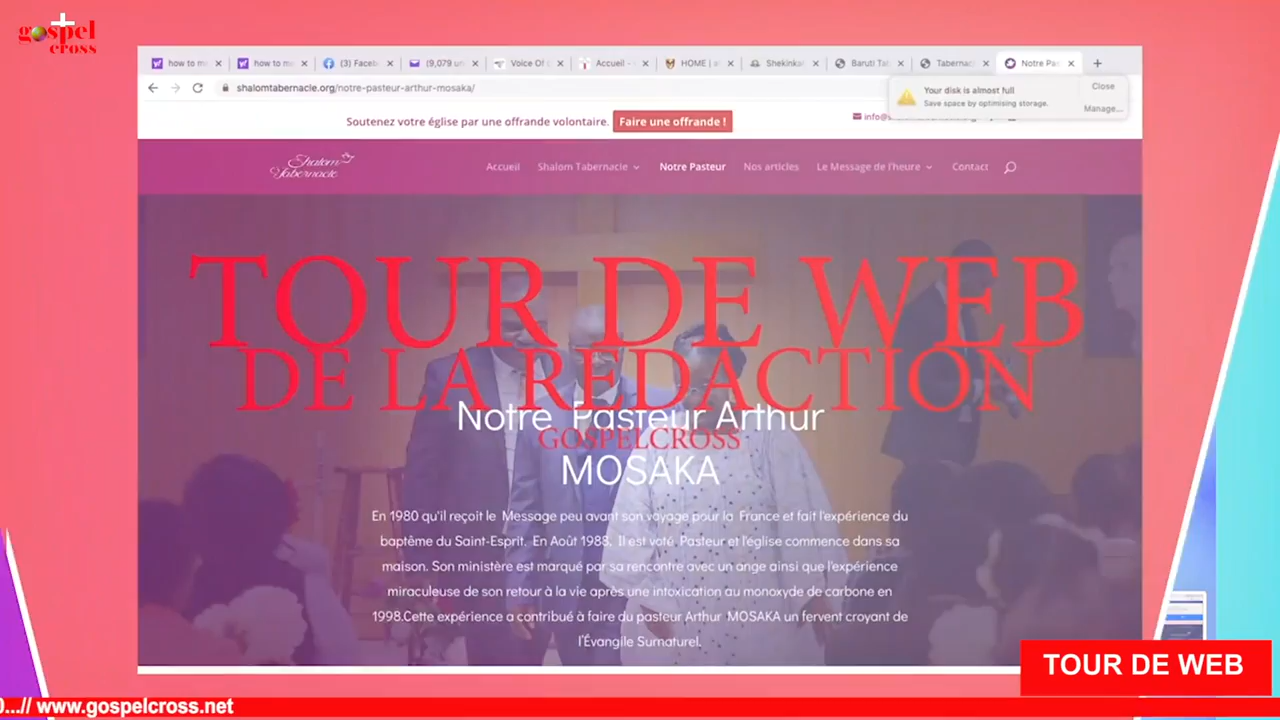 gospel
cross
how to m
how to me
(3) Faceb
(9,079 un
Voice Of
Accueil -
HOME | a
Shekinka
Baruti Tal
Tabernac
Notre Pas
shalomtabernacle.org/notre-pasteur-arthur-mosaka/
Your disk is almost full
Save space by optimising storage.
Close
Manage...
Soutenez votre église par une offrande volontaire.
Faire une offrande !
Shalom
Tabernacle
Accueil
Shalom Tabernacle
Notre Pasteur
Nos articles
Le Message de l'heure
Contact
TOUR DE WEB
DE LA REDACTION
GOSPELCROSS
Notre Pasteur Arthur
MOSAKA
En 1980 qu'il reçoit le Message peu avant son voyage pour la France et fait l'expérience du
baptême du Saint-Esprit. En Août 1988, Il est voté Pasteur et l'église commence dans sa
maison. Son ministère est marqué par sa rencontre avec un ange ainsi que l'expérience
miraculeuse de son retour à la vie après une intoxication au monoxyde de carbone en
1998.Cette expérience a contribué à faire du pasteur Arthur MOSAKA un fervent croyant de
l'Évangile Surnaturel.
TOUR DE WEB
...// www.gospelcross.net